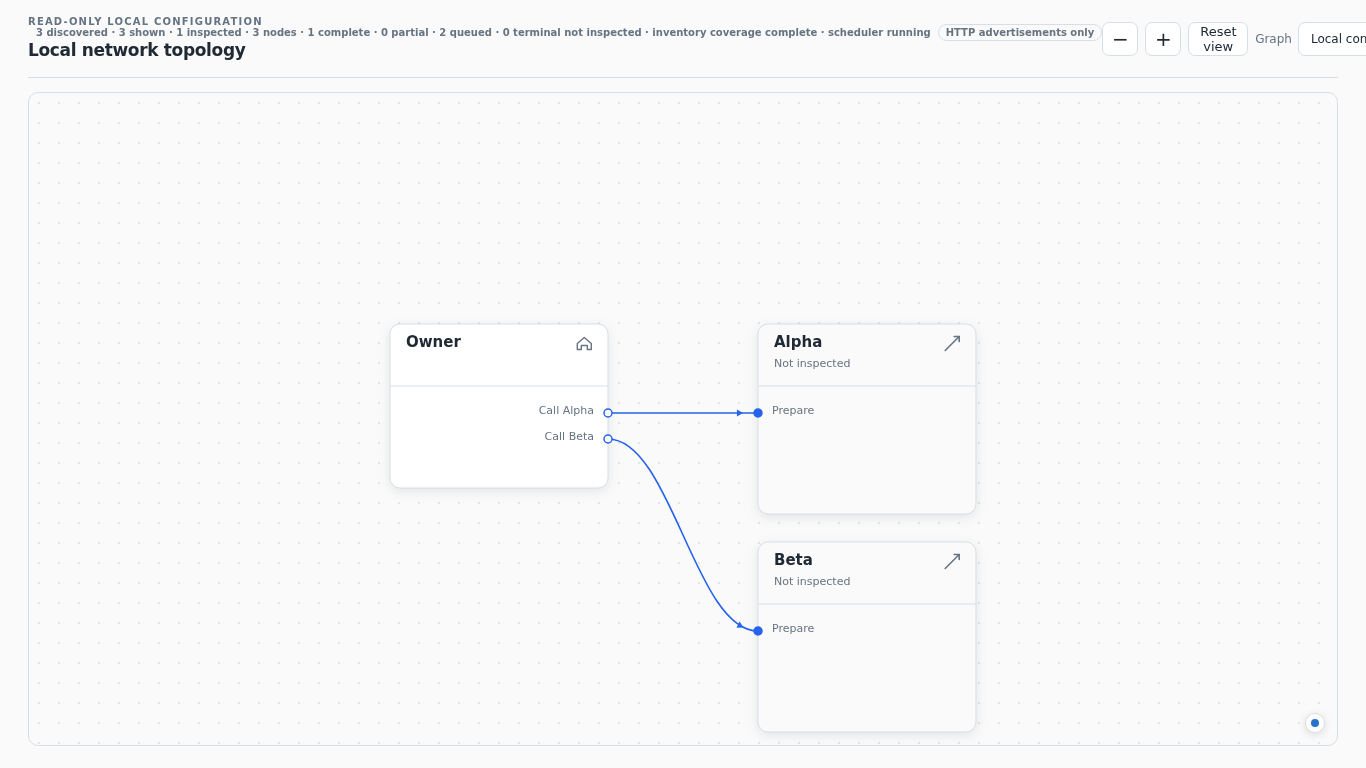 READ-ONLY LOCAL CONFIGURATION
3 discovered · 3 shown · 1 inspected · 3 nodes · 1 complete · 0 partial · 2 queued · 0 terminal not inspected · inventory coverage complete · scheduler running
HTTP advertisements only
Local network topology
−
+
Reset view
Graph
Local con
Owner
Call Alpha
Call Beta
Alpha
Not inspected
Prepare
Beta
Not inspected
Prepare